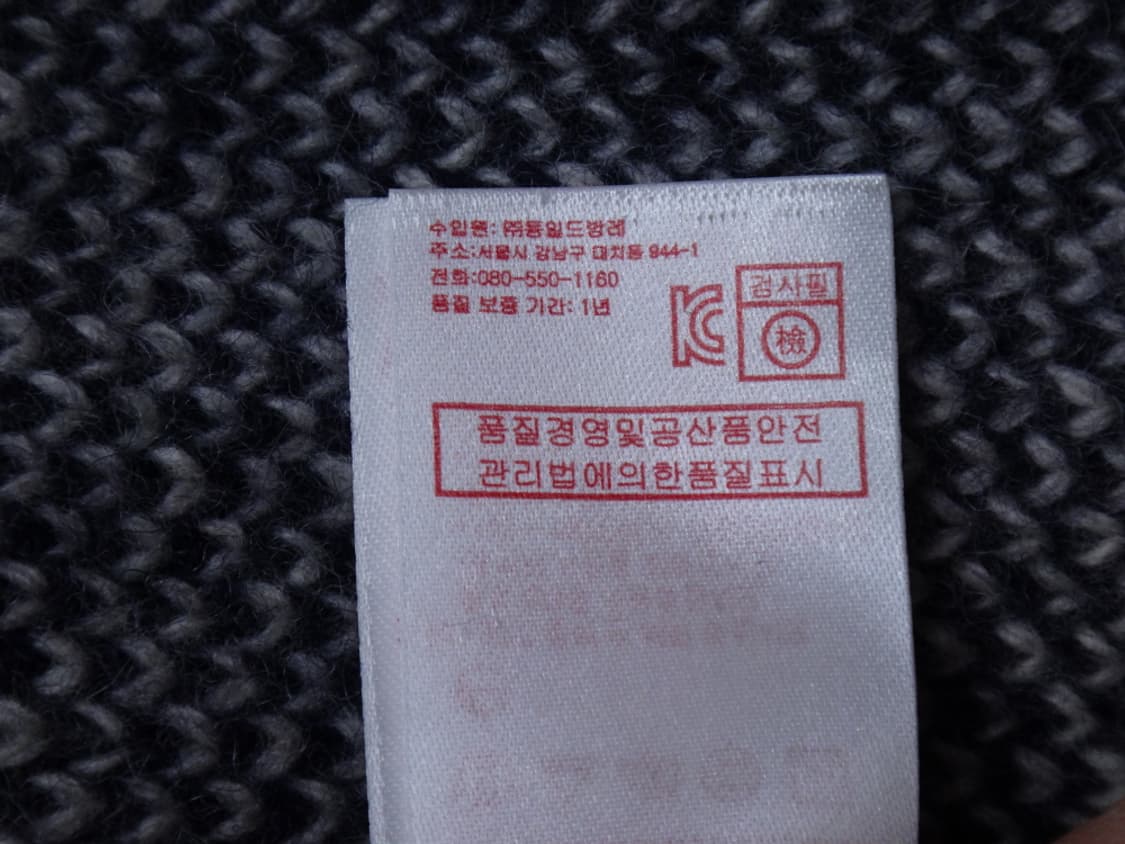 수입원: ㈜동일드방레
주소:서울시 강남구 대치동 944-1
전화:080-550-1160
품질 보증 기간: 1년
KC
검사필
檢
품질경영및공산품안전
관리법에의한품질표시